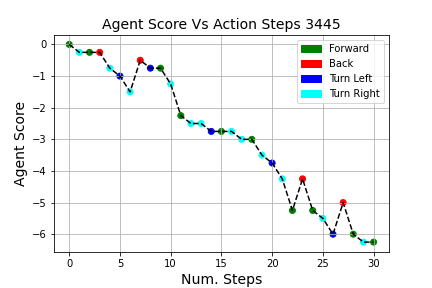 Agent Score Vs Action Steps 3445
Forward
Back
Turn Left
Turn Right
Agent Score
0
−1
−2
−3
−4
−5
−6
0 5 10 15 20 25 30
Num. Steps